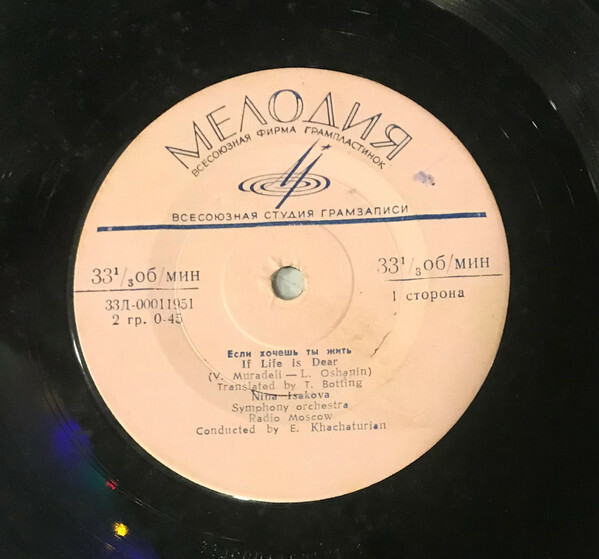 МЕЛОДИЯ
ВСЕСОЮЗНАЯ ФИРМА ГРАМПЛАСТИНОК
ВСЕСОЮЗНАЯ СТУДИЯ ГРАМЗАПИСИ
33¹/₃об/мин
33Д-00011951
2 гр. 0-45
33¹/₃об/мин
1 сторона
Если хочешь ты жить
If Life is Dear
(V. Muradeli — L. Oshanin)
Translated by T. Botting
Nina Isakova
Symphony orchestra
Radio Moscow
Conducted by E. Khachaturian